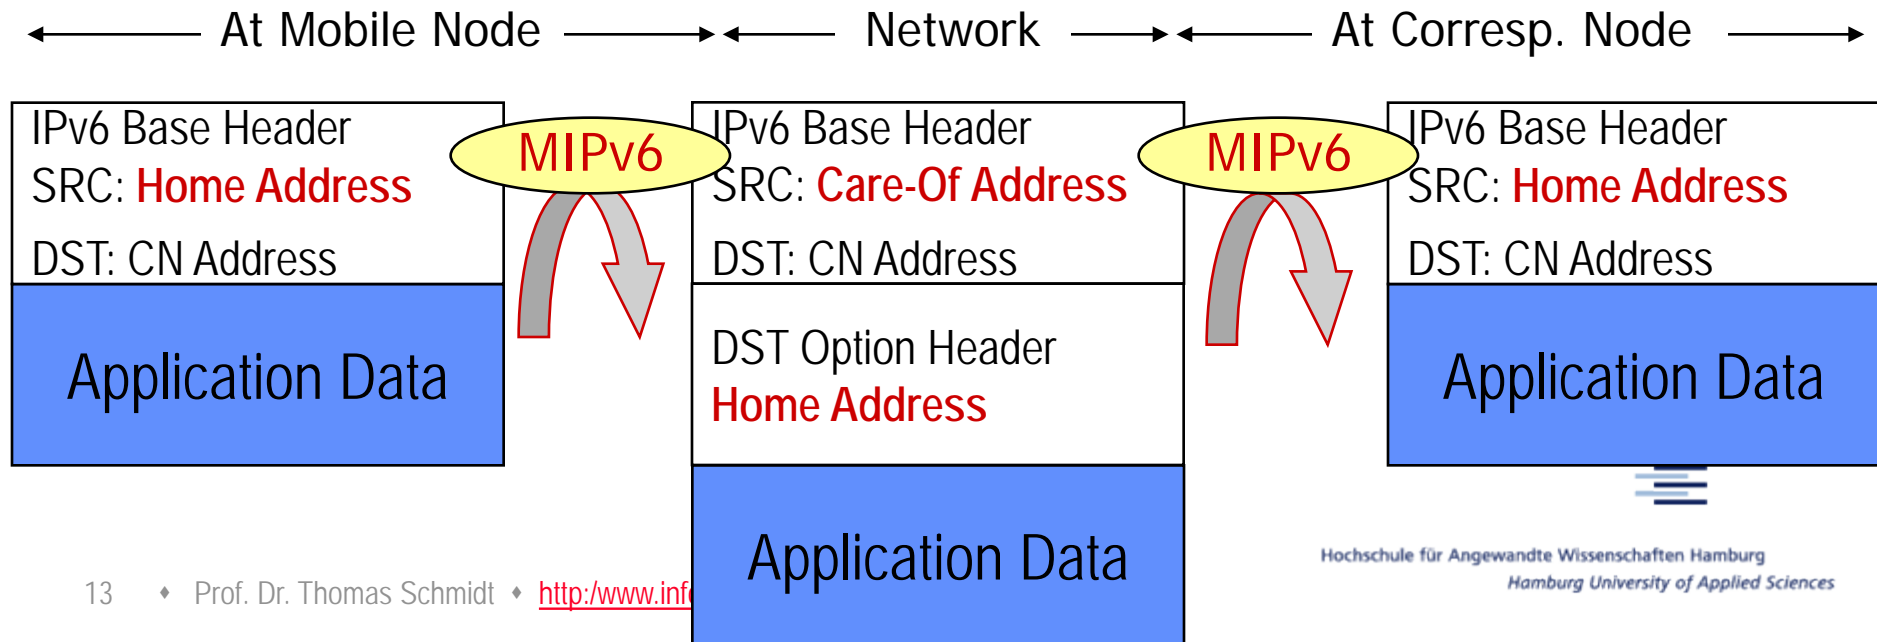 At Mobile Node
Network
At Corresp. Node
IPv6 Base Header
SRC: Home Address
DST: CN Address
Application Data
MIPv6
IPv6 Base Header
SRC: Care-Of Address
DST: CN Address
DST Option Header
Home Address
Application Data
MIPv6
IPv6 Base Header
SRC: Home Address
DST: CN Address
Application Data
13 ♦ Prof. Dr. Thomas Schmidt ♦ http:/www.inf
Hochschule für Angewandte Wissenschaften Hamburg
Hamburg University of Applied Sciences